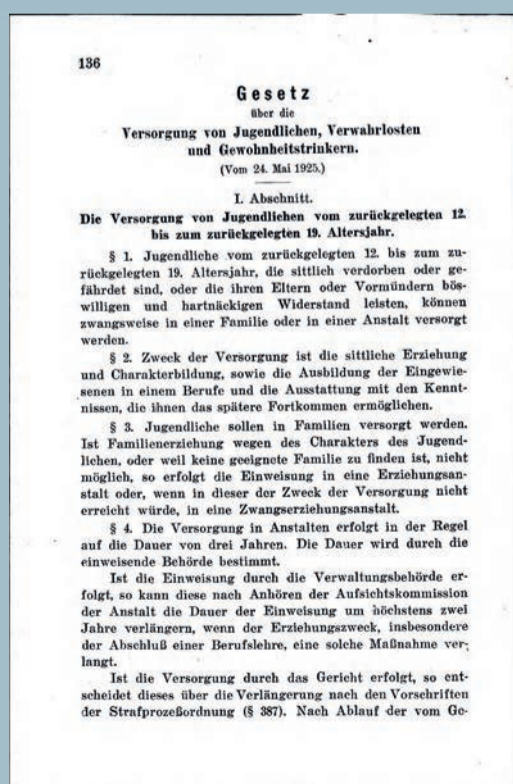 136
Gesetz
über die
Versorgung von Jugendlichen, Verwahrlosten
und Gewohnheitstrinkern.
(Vom 24. Mai 1925.)
I. Abschnitt.
Die Versorgung von Jugendlichen vom zurückgelegten 12.
bis zum zurückgelegten 19. Altersjahr.
§ 1. Jugendliche vom zurückgelegten 12. bis zum zu-
rückgelegten 19. Altersjahr, die sittlich verdorben oder ge-
fährdet sind, oder die ihren Eltern oder Vormündern bös-
willigen und hartnäckigen Widerstand leisten, können
zwangsweise in einer Familie oder in einer Anstalt versorgt
werden.
§ 2. Zweck der Versorgung ist die sittliche Erziehung
und Charakterbildung, sowie die Ausbildung der Eingewie-
senen in einem Berufe und die Ausstattung mit den Kennt-
nissen, die ihnen das spätere Fortkommen ermöglichen.
§ 3. Jugendliche sollen in Familien versorgt werden.
Ist Familienerziehung wegen des Charakters des Jugend-
lichen, oder weil keine geeignete Familie zu finden ist, nicht
möglich, so erfolgt die Einweisung in eine Erziehungsan-
stalt oder, wenn in dieser der Zweck der Versorgung nicht
erreicht würde, in eine Zwangserziehungsanstalt.
§ 4. Die Versorgung in Anstalten erfolgt in der Regel
auf die Dauer von drei Jahren. Die Dauer wird durch die
einweisende Behörde bestimmt.
Ist die Einweisung durch die Verwaltungsbehörde er-
folgt, so kann diese nach Anhören der Aufsichtskommission
der Anstalt die Dauer der Einweisung um höchstens zwei
Jahre verlängern, wenn der Erziehungszweck, insbesondere
der Abschluß einer Berufslehre, eine solche Maßnahme ver-
langt.
Ist die Versorgung durch das Gericht erfolgt, so ent-
scheidet dieses über die Verlängerung nach den Vorschriften
der Strafprozeßordnung (§ 387). Nach Ablauf der vom Ge-